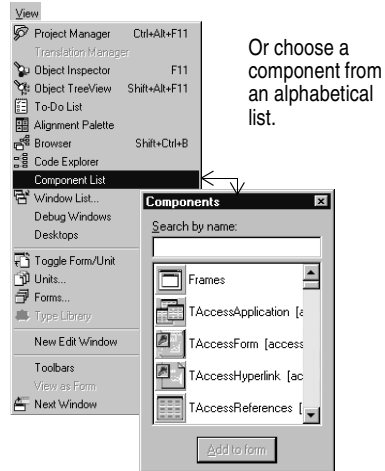 View
Project Manager Ctrl+Alt+F11
Translation Manager
Object Inspector F11
Object TreeView Shift+Alt+F11
To-Do List
Alignment Palette
Browser Shift+Ctrl+B
Code Explorer
Component List
Window List...
Debug Windows
Desktops
Toggle Form/Unit
Units...
Forms...
Type Library
New Edit Window
Toolbars
View as Form
Next Window
Or choose a
component from
an alphabetical
list.
Components
Search by name:
Frames
TAccessApplication [a
TAccessForm [access
TAccessHyperlink [ac
TAccessReferences [
Add to form